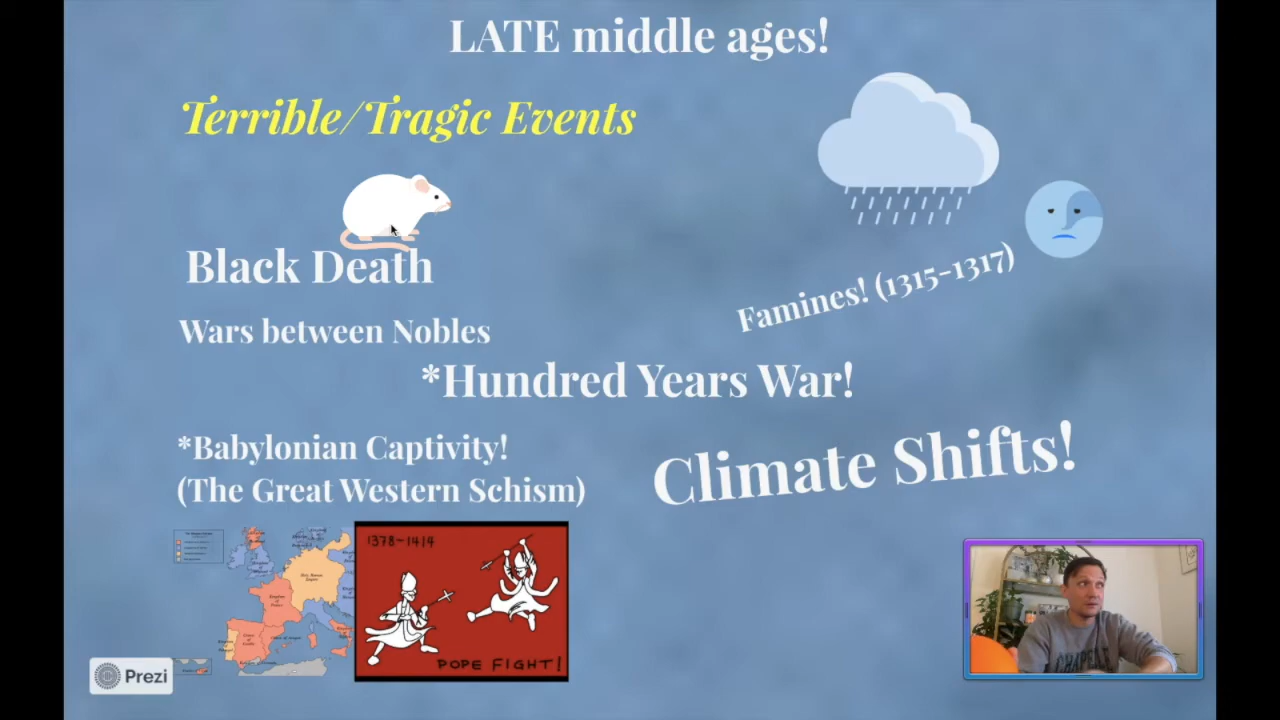 LATE middle ages!
Terrible/Tragic Events
Black Death
Famines! (1315-1317)
Wars between Nobles
*Hundred Years War!
*Babylonian Captivity!
(The Great Western Schism)
Climate Shifts!
1378-1414
POPE FIGHT!
Prezi